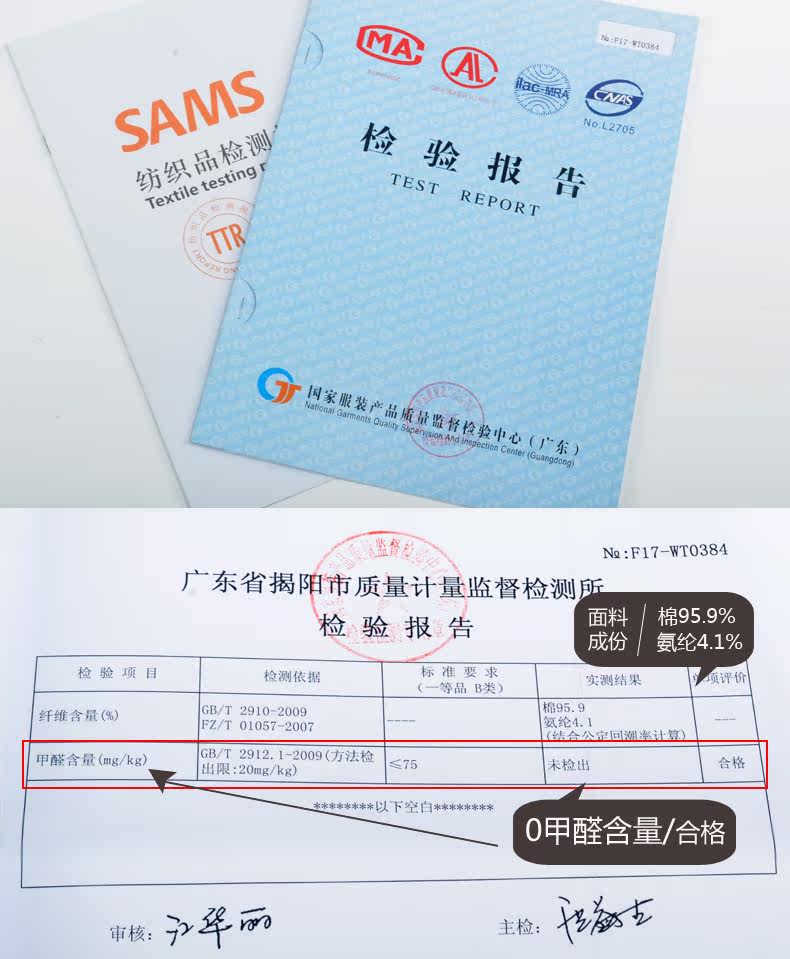 SAMS
纺织品检测
Textile testing r
TTR
№:F17-WT0384
MA
AL
ilac-MRA
CNAS
No.L2705
检验报告
TEST REPORT
国家服装产品质量监督检验中心（广东）
National Garments Quality Supervision And Inspection Center (Guangdong)
№:F17-WT0384
广东省揭阳市质量计量监督检测所
检验报告
面料成份 / 棉95.9% 氨纶4.1%
检验项目 检测依据 标准要求(一等品 B类) 实测结果 单项评价
纤维含量(%) GB/T 2910-2009 FZ/T 01057-2007 ---- 棉95.9 氨纶4.1 (结合公定回潮率计算) ---
甲醛含量(mg/kg) GB/T 2912.1-2009(方法检出限:20mg/kg) ≤75 未检出 合格
********以下空白********
0甲醛含量/合格
审核: 主检: